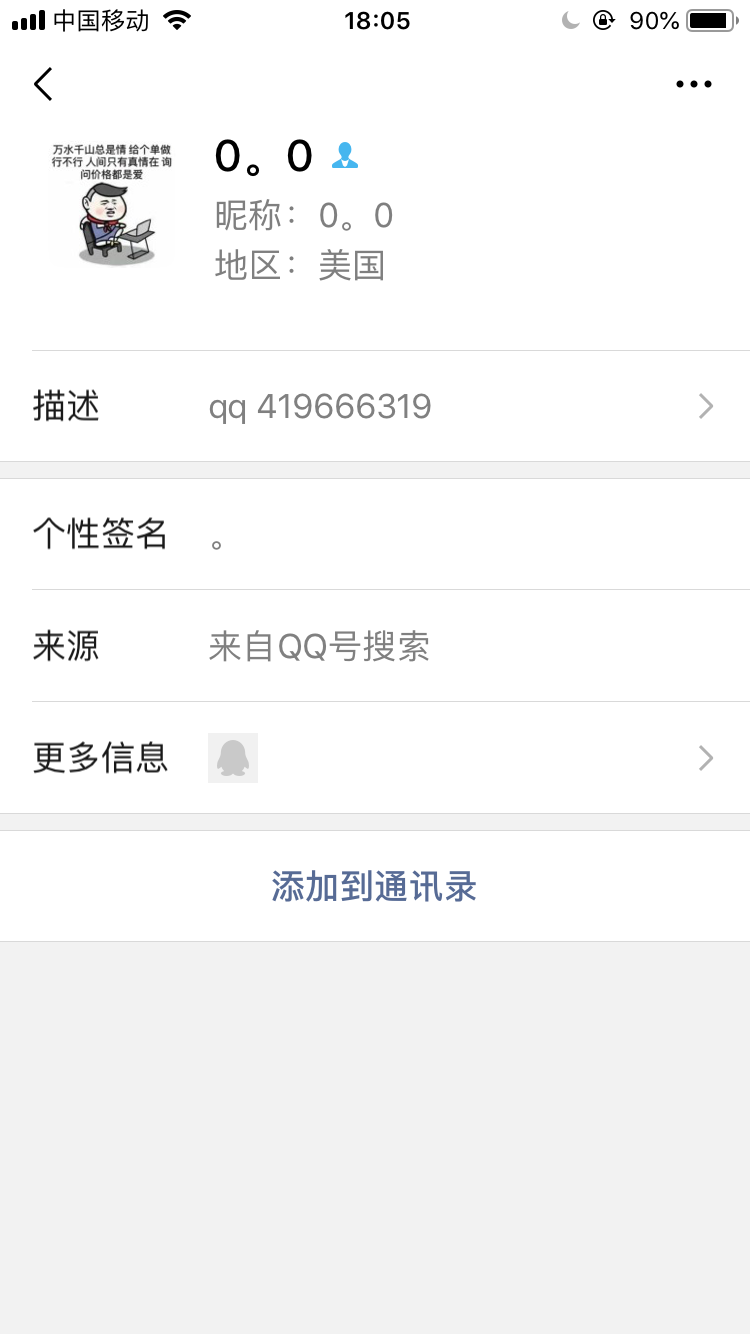 中国移动 18:05 90%
万水千山总是情 给个单做
行不行 人间只有真情在 询
问价格都是爱
0。0
昵称：0。0
地区：美国
描述 qq 419666319
个性签名 。
来源 来自QQ号搜索
更多信息
添加到通讯录